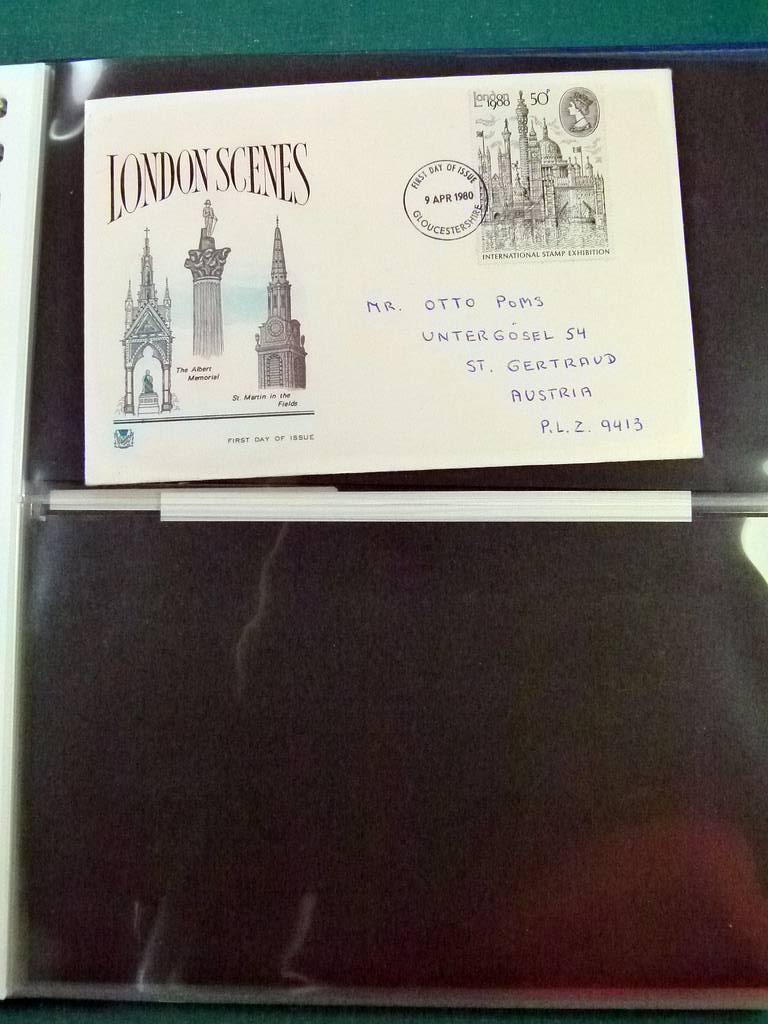 LONDON SCENES
The Albert
Memorial
St. Martin in the
Fields
FIRST DAY OF ISSUE
London
1980
50P
INTERNATIONAL STAMP EXHIBITION
FIRST DAY OF ISSUE
9 APR 1980
GLOUCESTERSHIRE
MR. OTTO POMS
UNTERGÖSEL 54
ST. GERTRAUD
AUSTRIA
P.L.Z. 9413